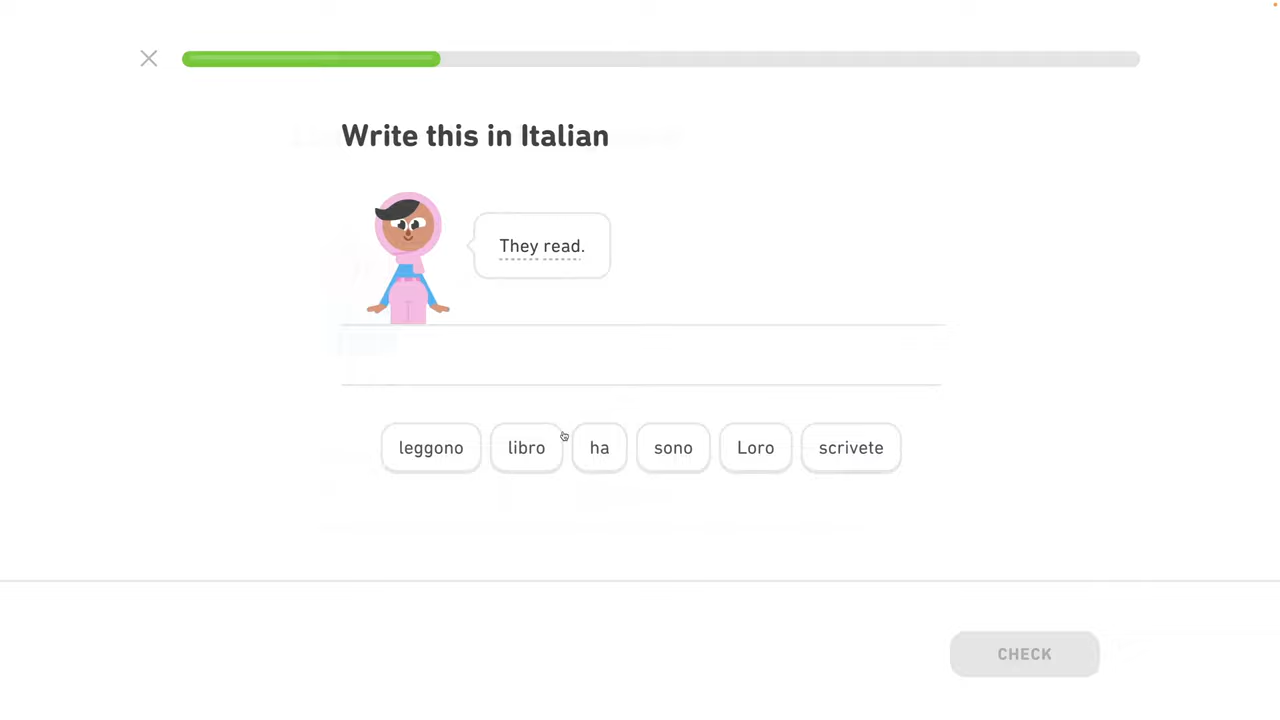 Write this in Italian
They read.
leggono libro ha sono Loro scrivete
CHECK